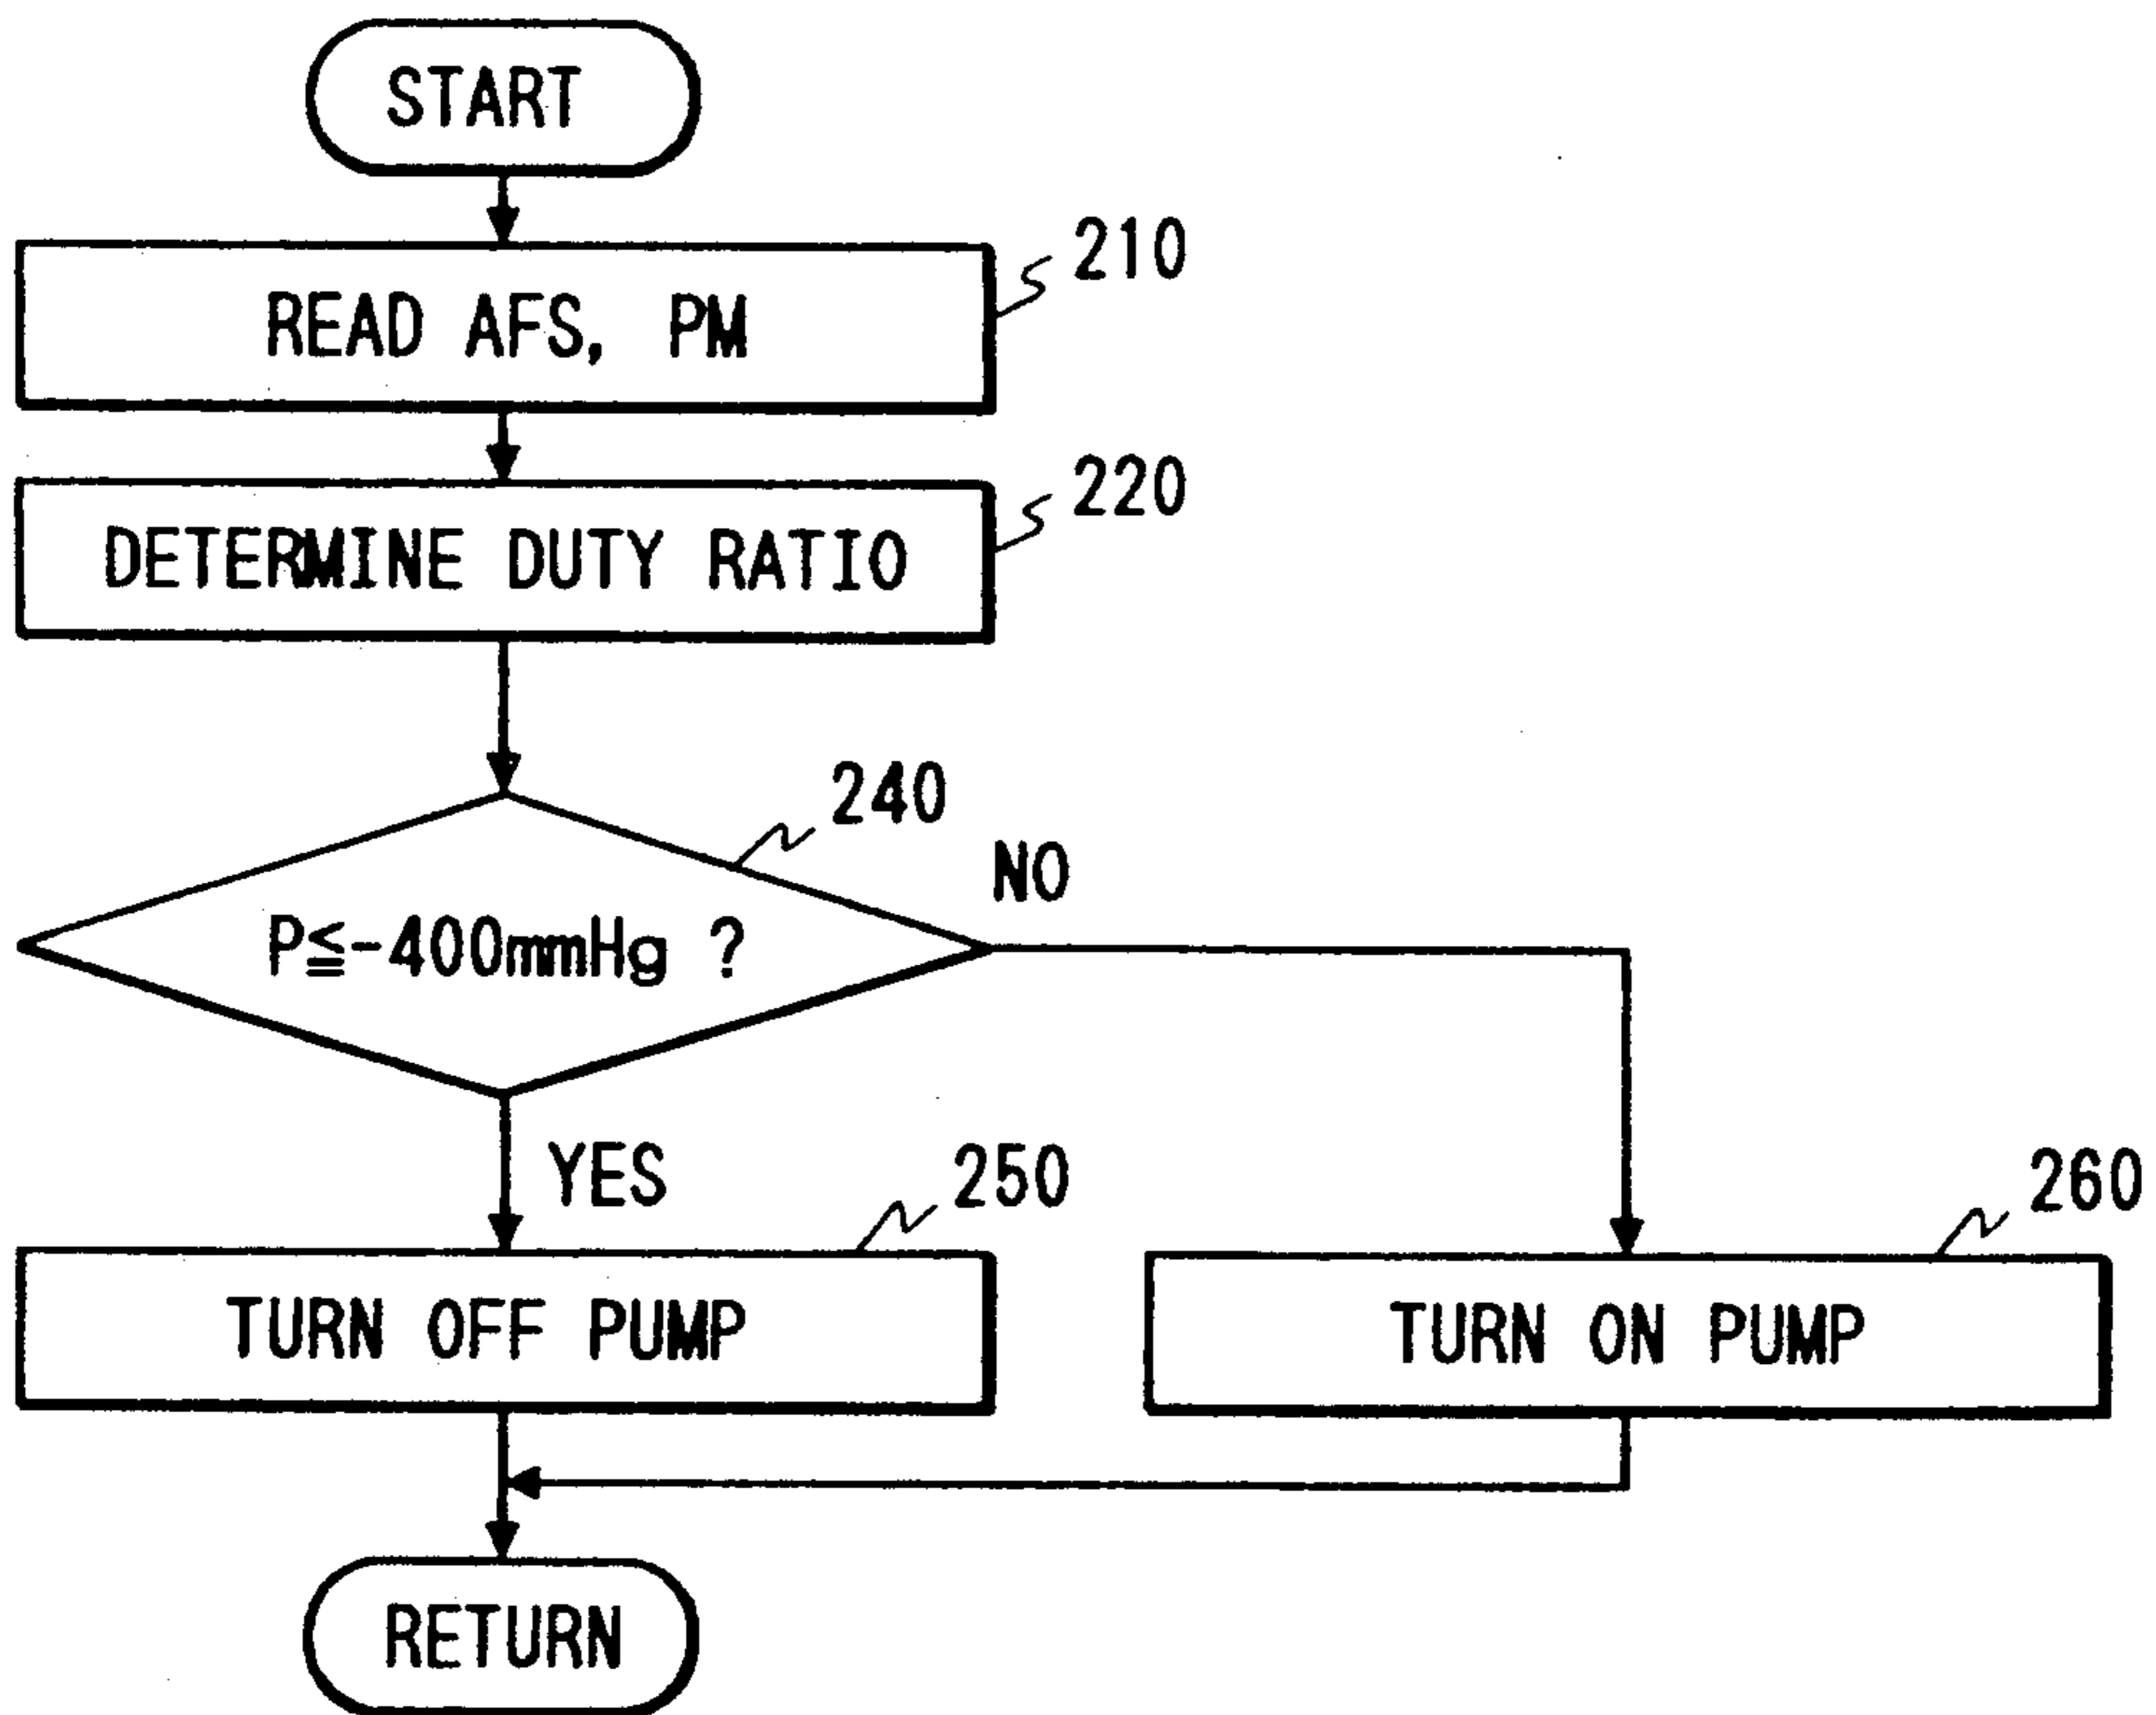 START
210
READ AFS, PM
220
DETERMINE DUTY RATIO
240
NO
P≦-400mmHg ?
YES
250
260
TURN OFF PUMP
TURN ON PUMP
RETURN